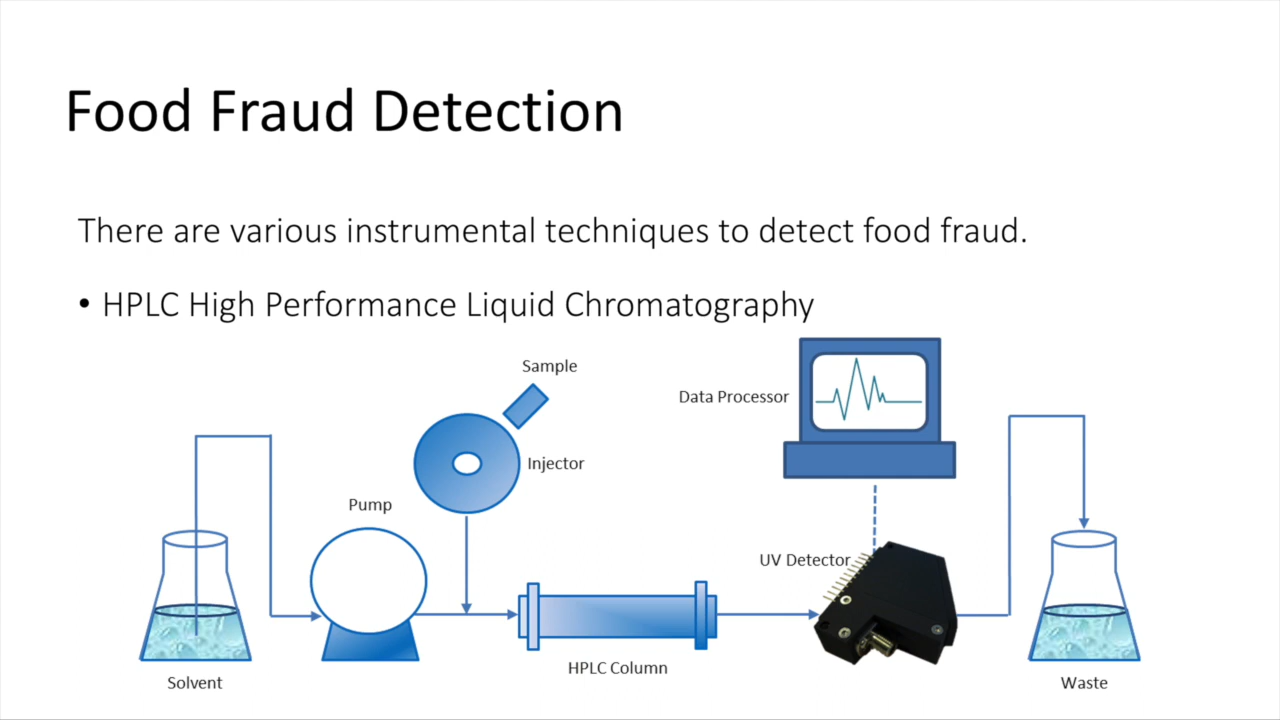 Food Fraud Detection
There are various instrumental techniques to detect food fraud.
• HPLC High Performance Liquid Chromatography
Sample
Data Processor
Injector
Pump
UV Detector
HPLC Column
Solvent
Waste